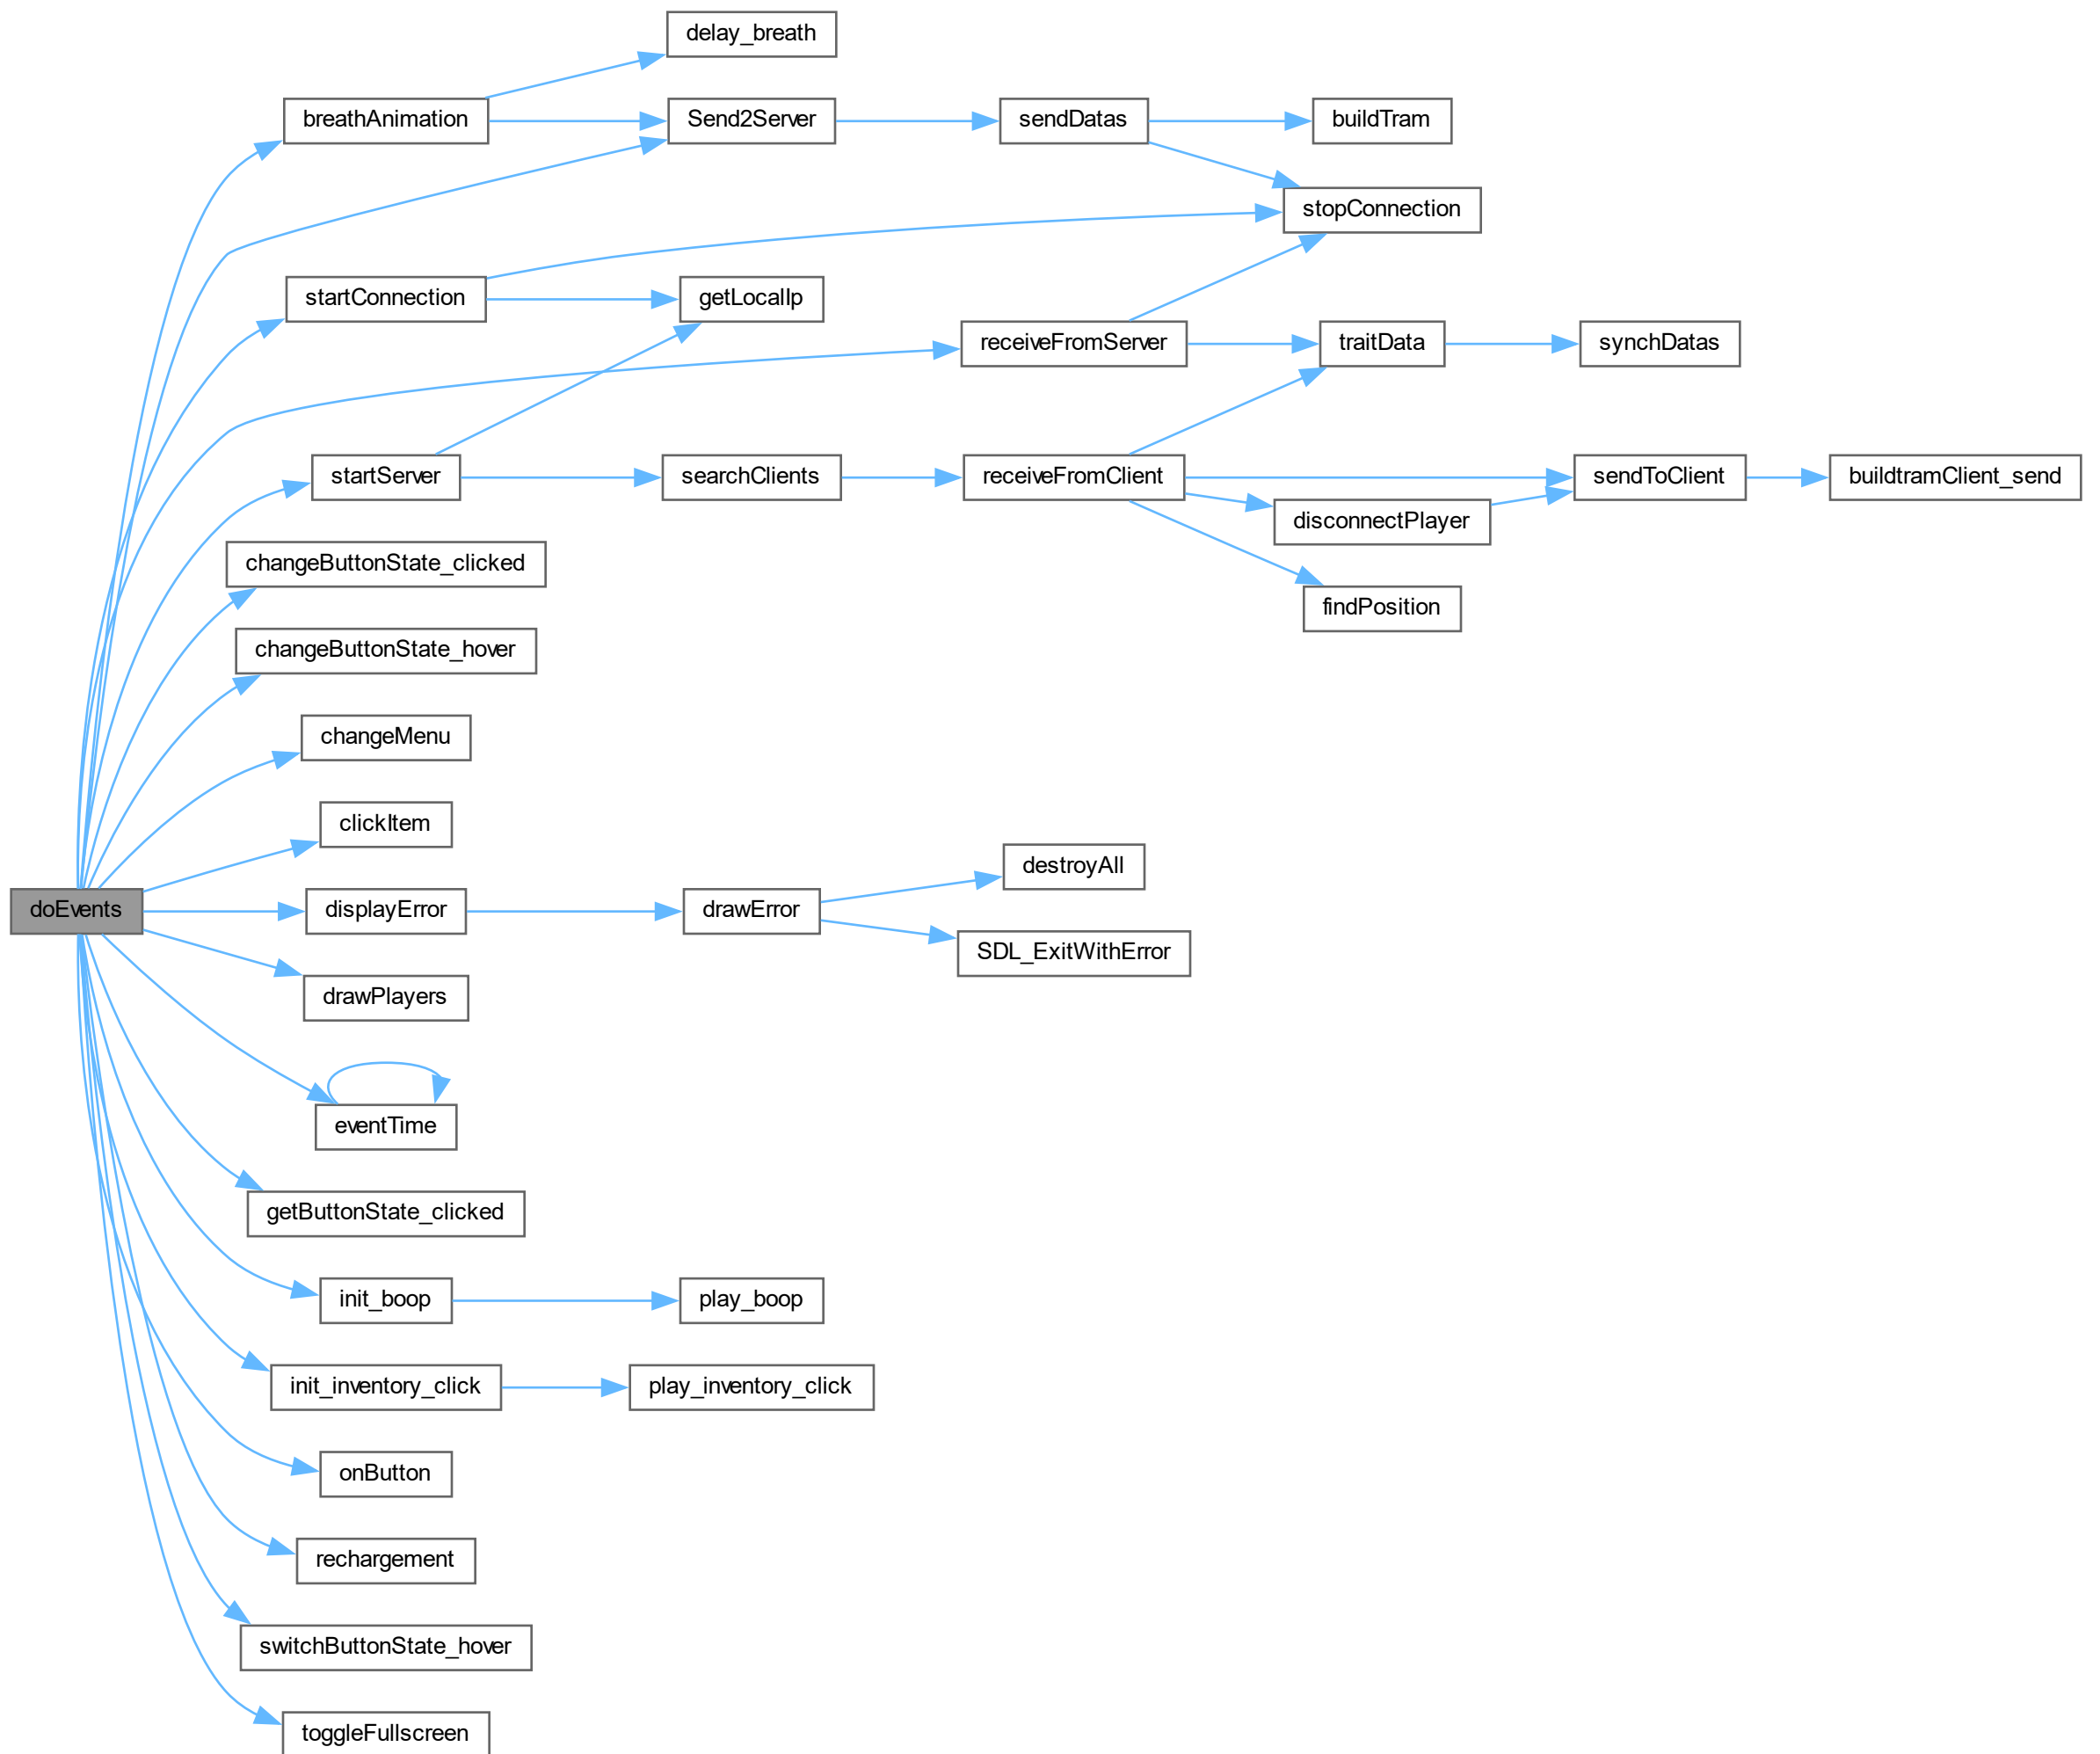 delay_breath
breathAnimation
Send2Server
sendDatas
buildTram
stopConnection
startConnection
getLocalIp
receiveFromServer
traitData
synchDatas
startServer
searchClients
receiveFromClient
sendToClient
buildtramClient_send
disconnectPlayer
changeButtonState_clicked
findPosition
changeButtonState_hover
changeMenu
clickItem
destroyAll
doEvents
displayError
drawError
SDL_ExitWithError
drawPlayers
eventTime
getButtonState_clicked
init_boop
play_boop
init_inventory_click
play_inventory_click
onButton
rechargement
switchButtonState_hover
toggleFullscreen